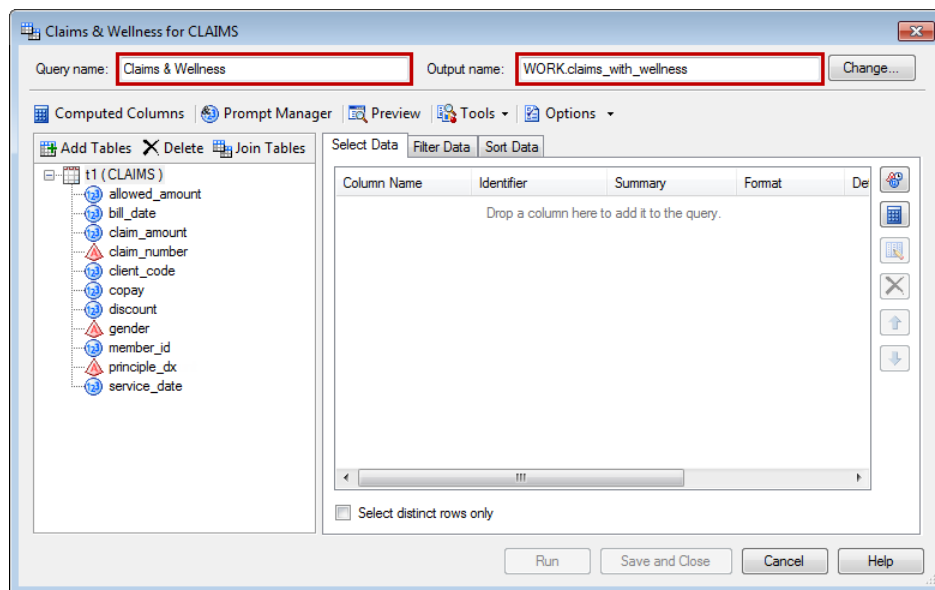 Claims & Wellness for CLAIMS
Query name: Claims & Wellness Output name: WORK.claims_with_wellness Change...
Computed Columns Prompt Manager Preview Tools Options
Add Tables Delete Join Tables Select Data Filter Data Sort Data
t1 (CLAIMS)
Column Name Identifier Summary Format Det
allowed_amount
Drop a column here to add it to the query.
bill_date
claim_amount
claim_number
client_code
copay
discount
gender
member_id
principle_dx
service_date
Select distinct rows only
Run Save and Close Cancel Help